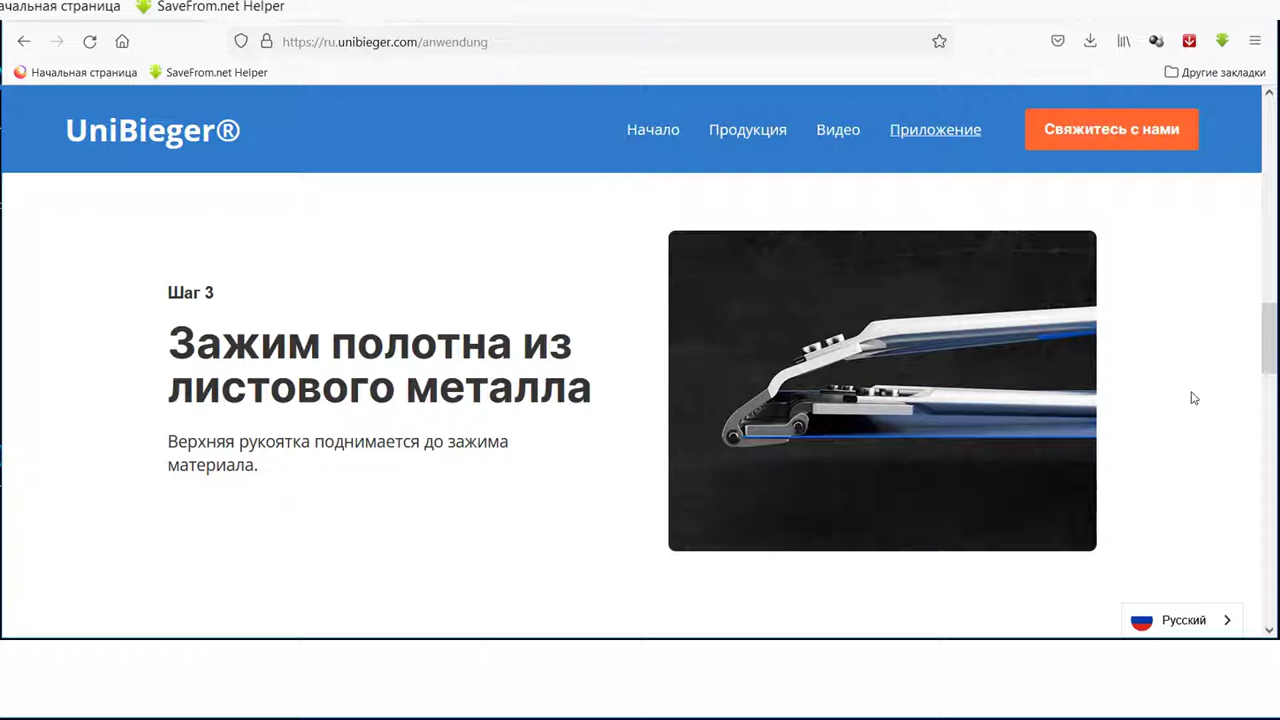 чальная страница SaveFrom.net Helper
https://ru.unibieger.com/anwendung
Начальная страница SaveFrom.net Helper Другие закладки
UniBieger® Начало Продукция Видео Приложение Свяжитесь с нами
Шаг 3
Зажим полотна из
листового металла
Верхняя рукоятка поднимается до зажима
материала.
Русский